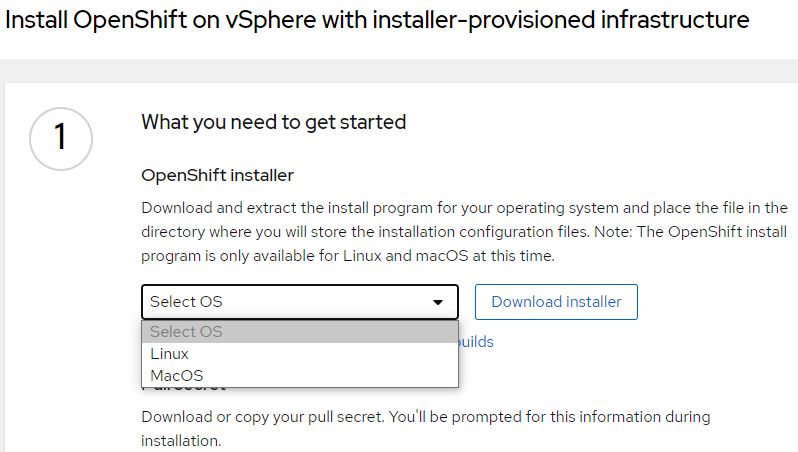 Install OpenShift on vSphere with installer-provisioned infrastructure
1
What you need to get started
OpenShift installer
Download and extract the install program for your operating system and place the file in the
directory where you will store the installation configuration files. Note: The OpenShift install
program is only available for Linux and macOS at this time.
Select OS
Download installer
Select OS
Linux
MacOS
Download or copy your pull secret. You'll be prompted for this information during
installation.